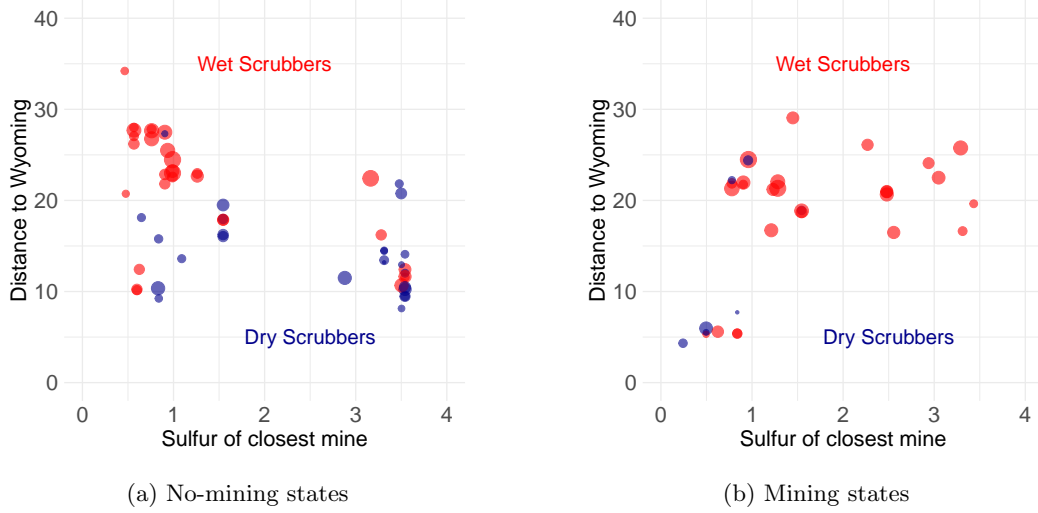 40
30
20
10
0
Distance to Wyoming
Wet Scrubbers
Dry Scrubbers
0 1 2 3 4
Sulfur of closest mine
(a) No-mining states
40
30
20
10
0
Distance to Wyoming
Wet Scrubbers
Dry Scrubbers
0 1 2 3 4
Sulfur of closest mine
(b) Mining states